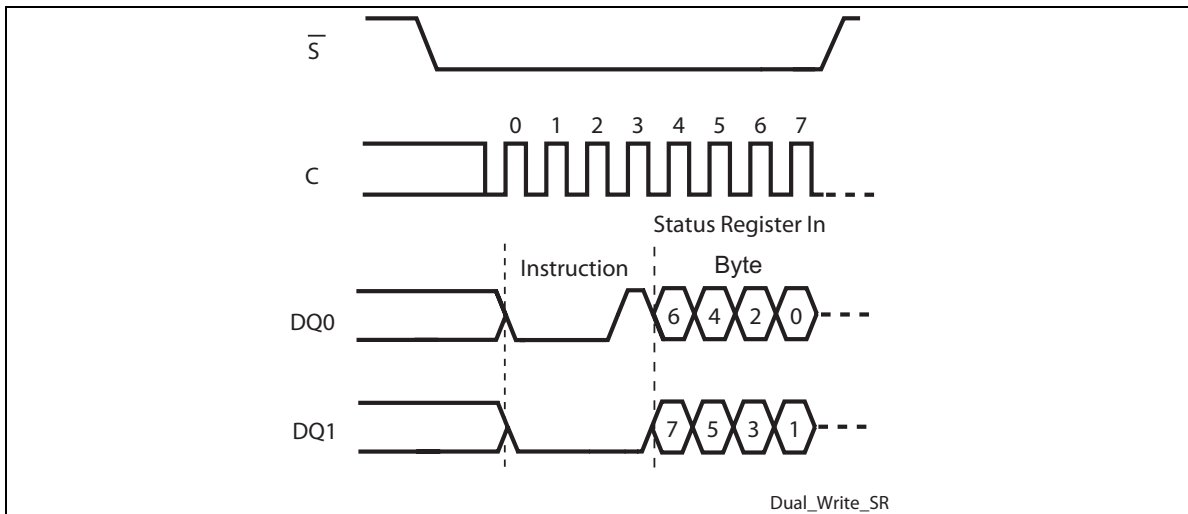 S̅
0 1 2 3 4 5 6 7
C
Status Register In
Instruction Byte
DQ0 6 4 2 0
DQ1 7 5 3 1
Dual_Write_SR